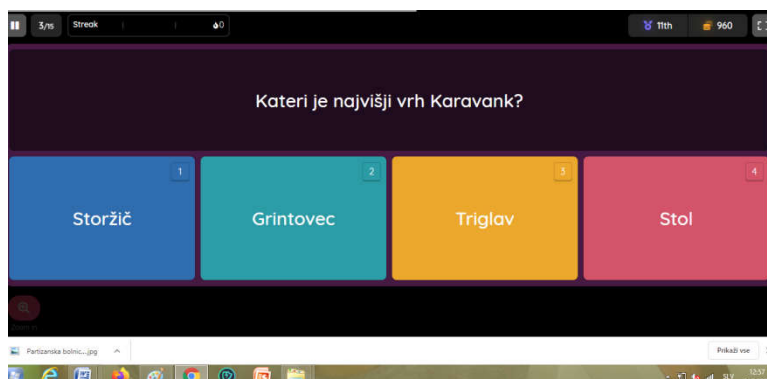 3/15
Streak
0
11th
960
Kateri je najvišji vrh Karavank?
1
Storžič
2
Grintovec
3
Triglav
4
Stol
Partizanska bolnic....jpg
Prikaži vse
SLV
12:57